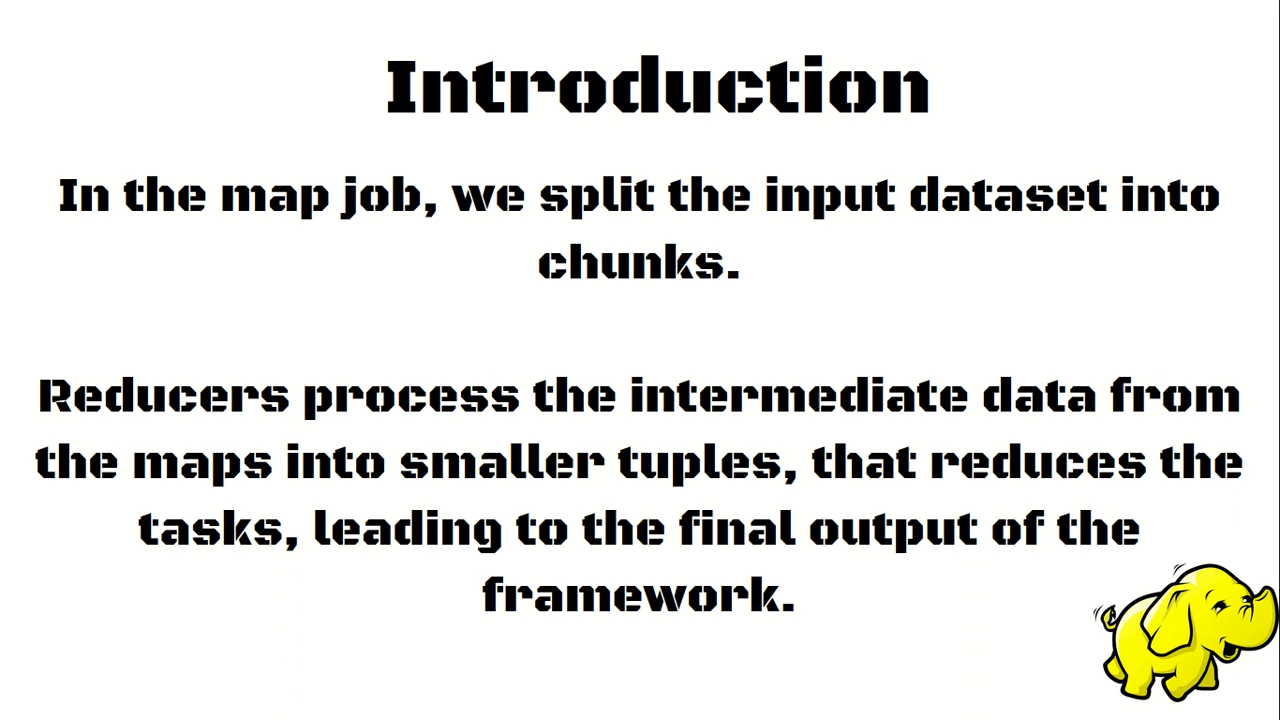 Introduction
In the map job, we split the input dataset into
chunks.
Reducers process the intermediate data from
the maps into smaller tuples, that reduces the
tasks, leading to the final output of the
framework.